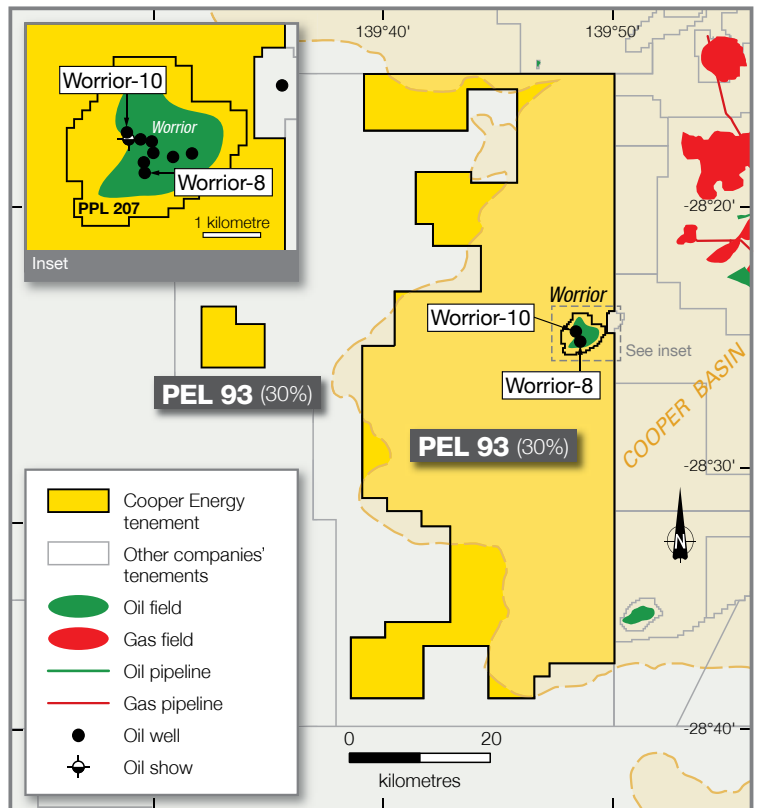 139°40'
139°50'
Worrior-10
Worrior
Worrior-8
PPL 207
1 kilometre
Inset
-28°20'
Worrior
Worrior-10
See inset
Worrior-8
COOPER BASIN
PEL 93 (30%)
PEL 93 (30%)
-28°30'
N
Cooper Energy
tenement
Other companies'
tenements
Oil field
Gas field
Oil pipeline
Gas pipeline
Oil well
Oil show
-28°40'
0 20
kilometres